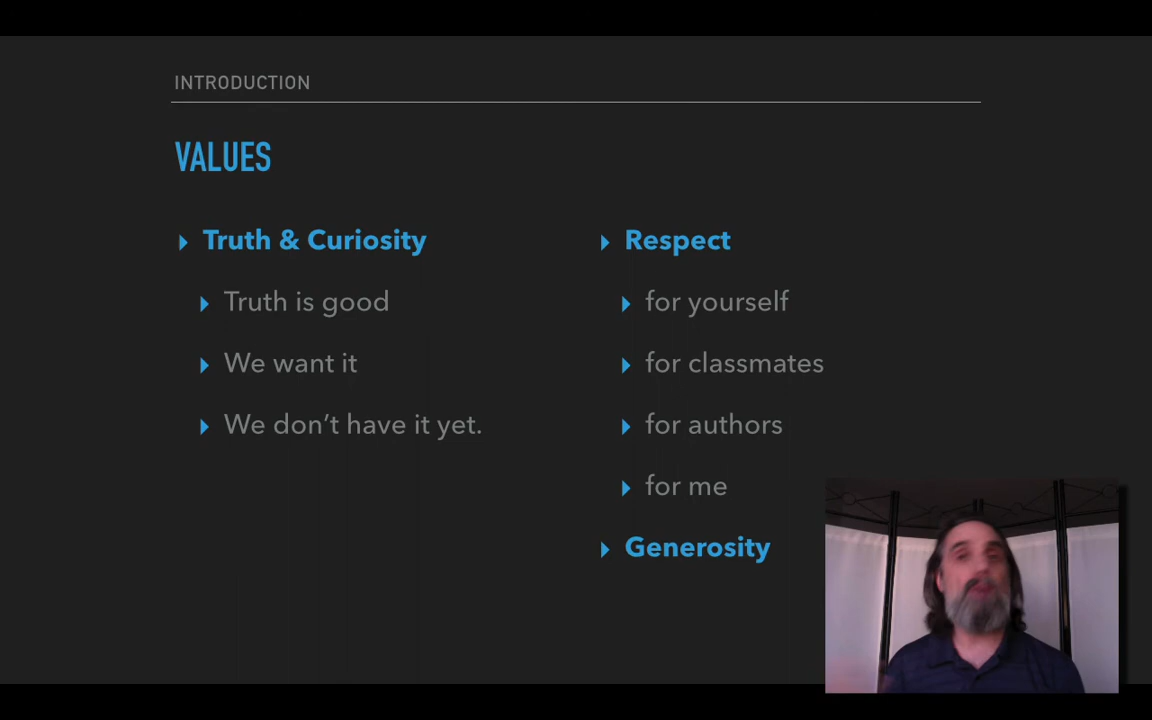 INTRODUCTION
VALUES
Truth & Curiosity
Truth is good
We want it
We don’t have it yet.
Respect
for yourself
for classmates
for authors
for me
Generosity